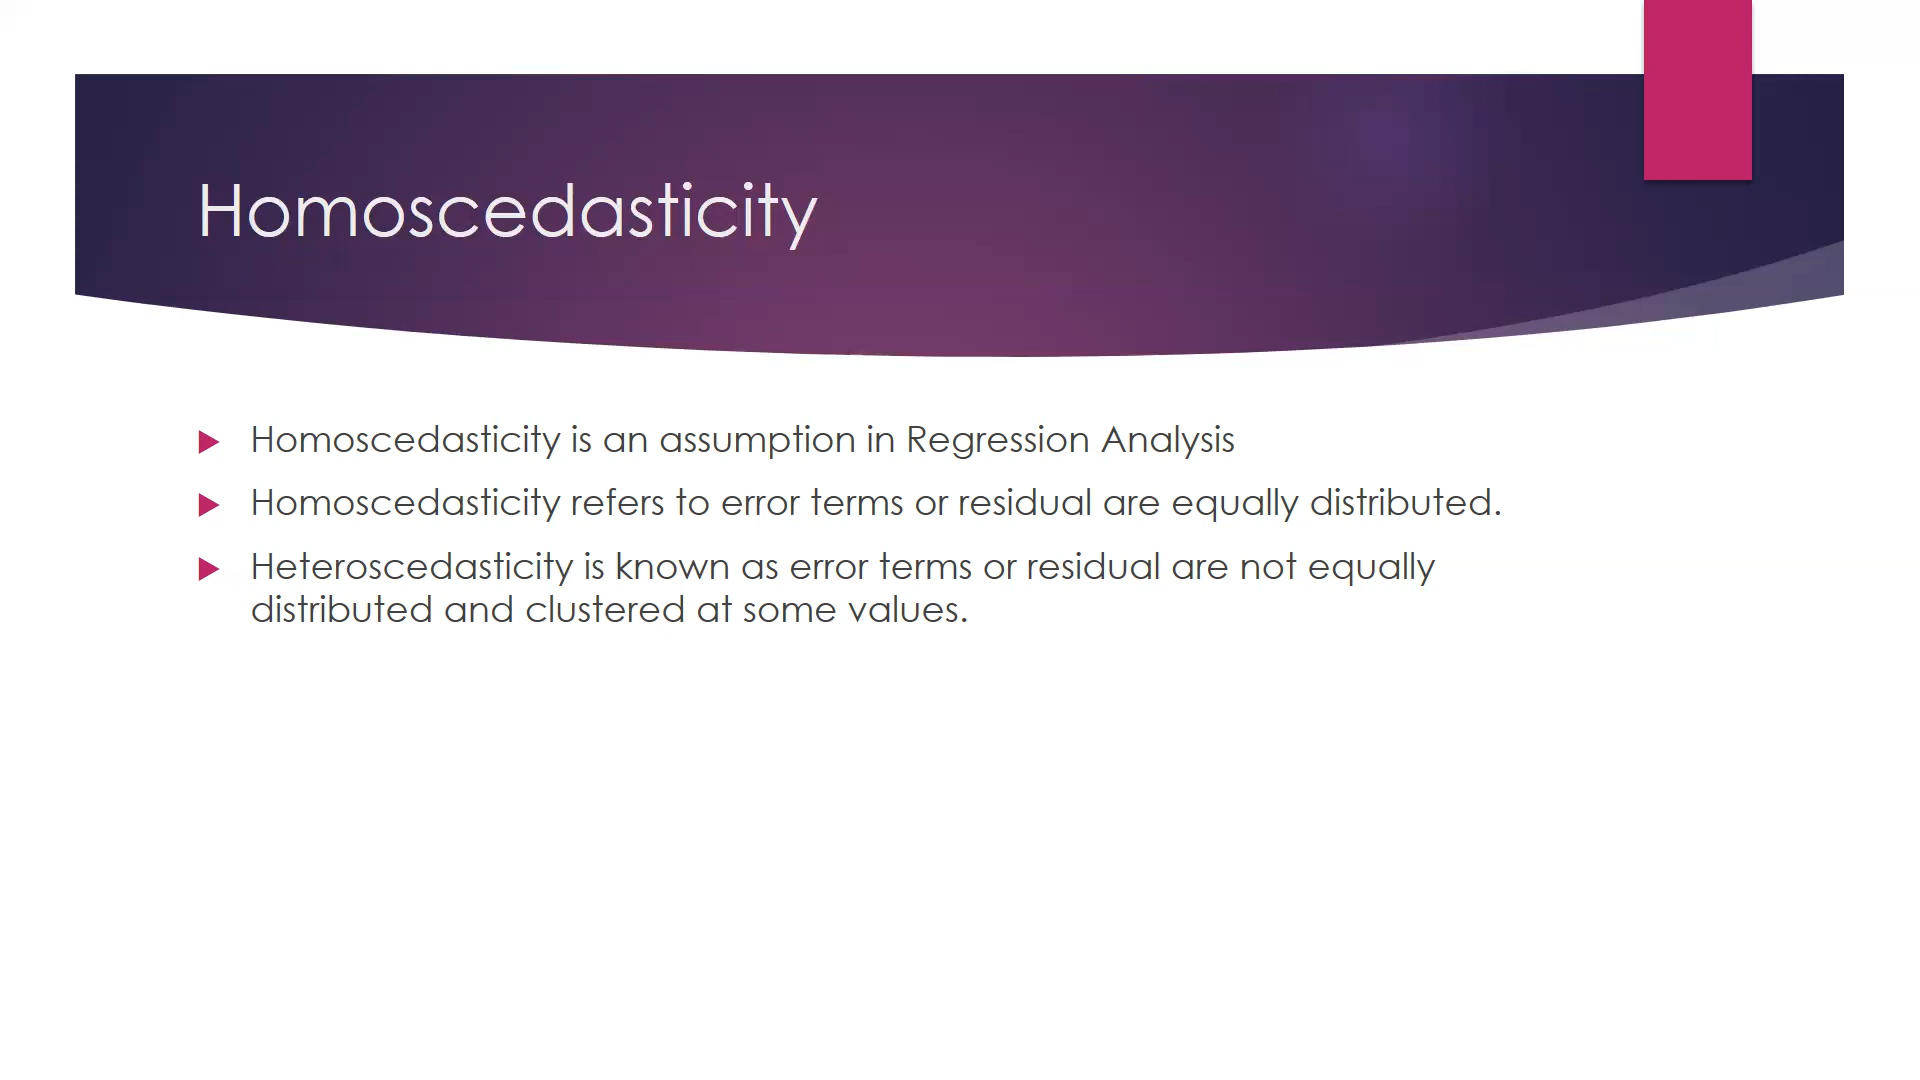 Homoscedasticity
Homoscedasticity is an assumption in Regression Analysis
Homoscedasticity refers to error terms or residual are equally distributed.
Heteroscedasticity is known as error terms or residual are not equally
distributed and clustered at some values.